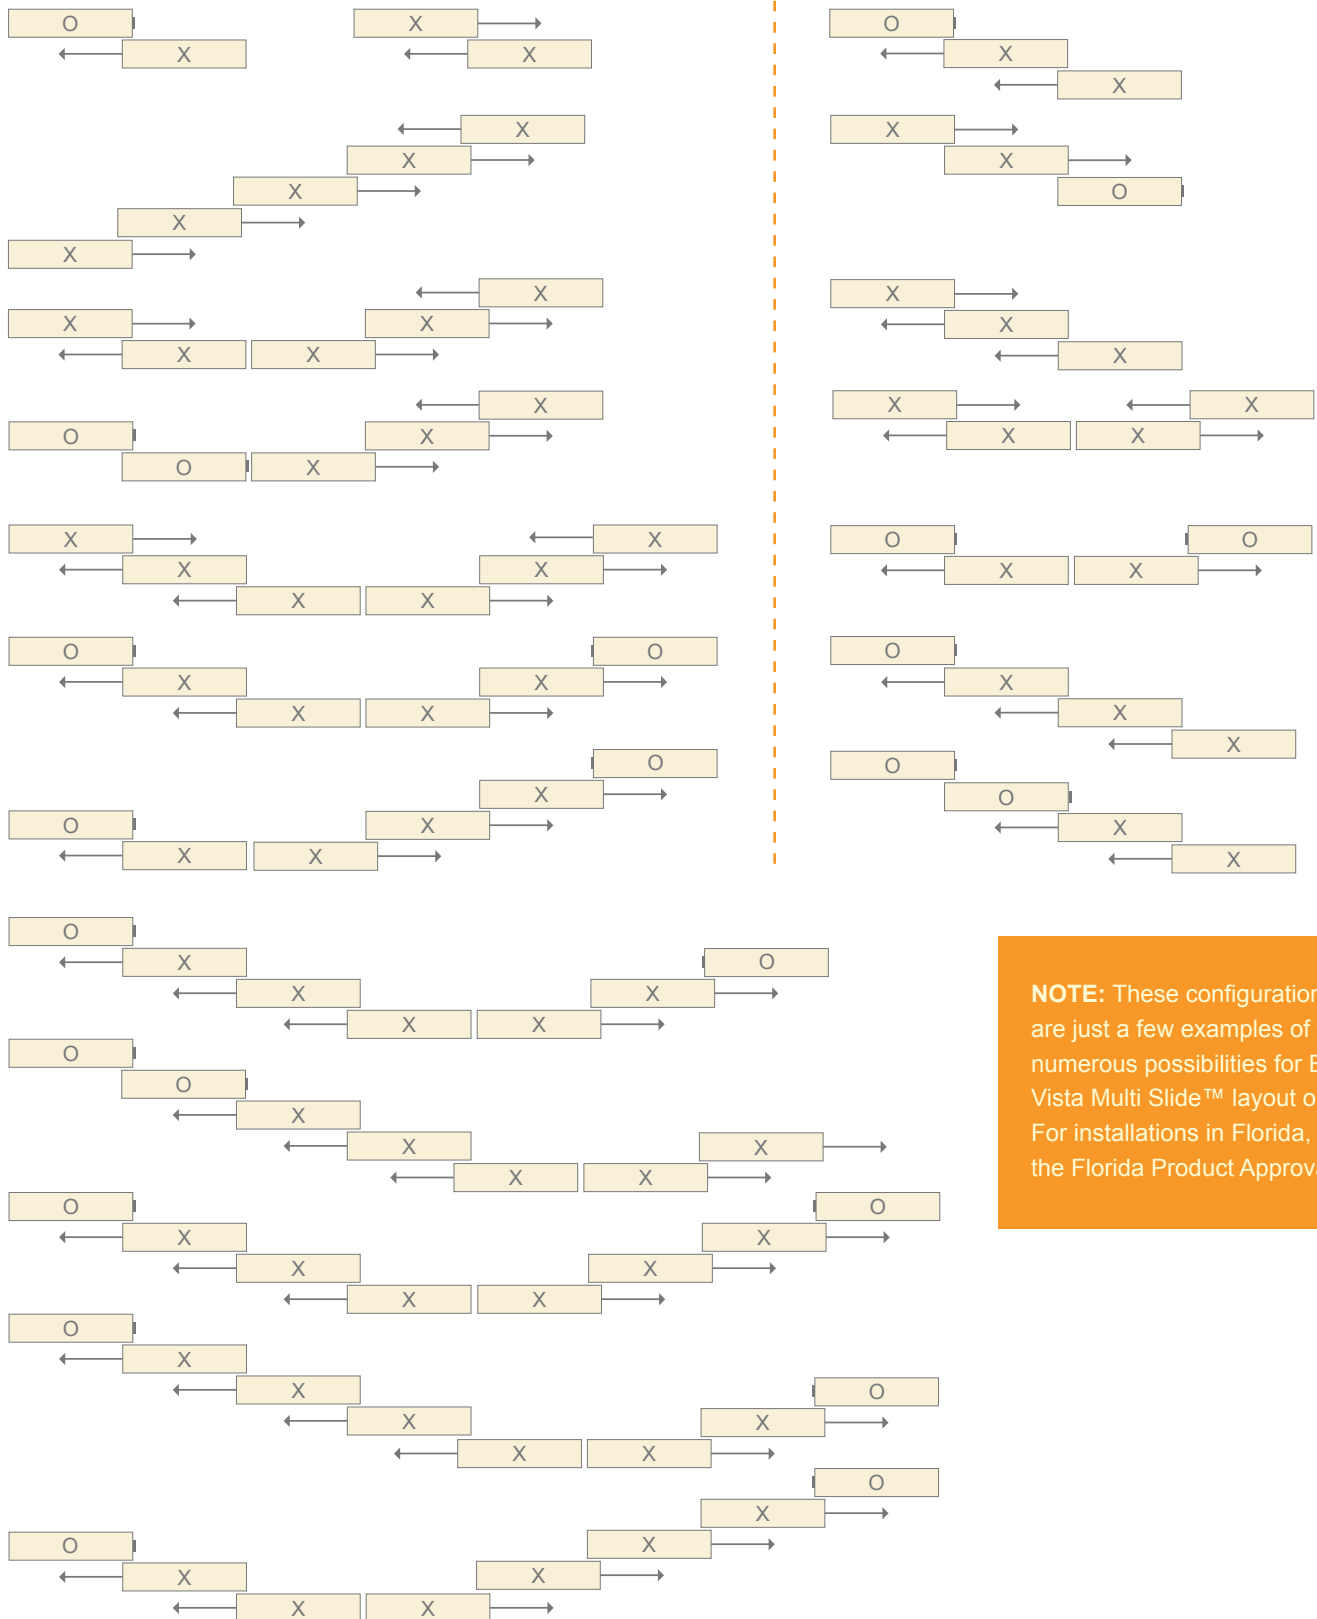 O X
X X
X X X X X
X X X X X
O O X X X
X X X X X X
O X X X X O
O X X X X O
O X X
X X O
X X X
X X X X
O X X O
O X X X
O O X X
O X X X X X O
O O X X X X X
O X X X X X X O
O X X X X X X O
O X X X X X X O
NOTE: These configuration
are just a few examples of
numerous possibilities for
Vista Multi Slide™ layout
For installations in Florida,
the Florida Product